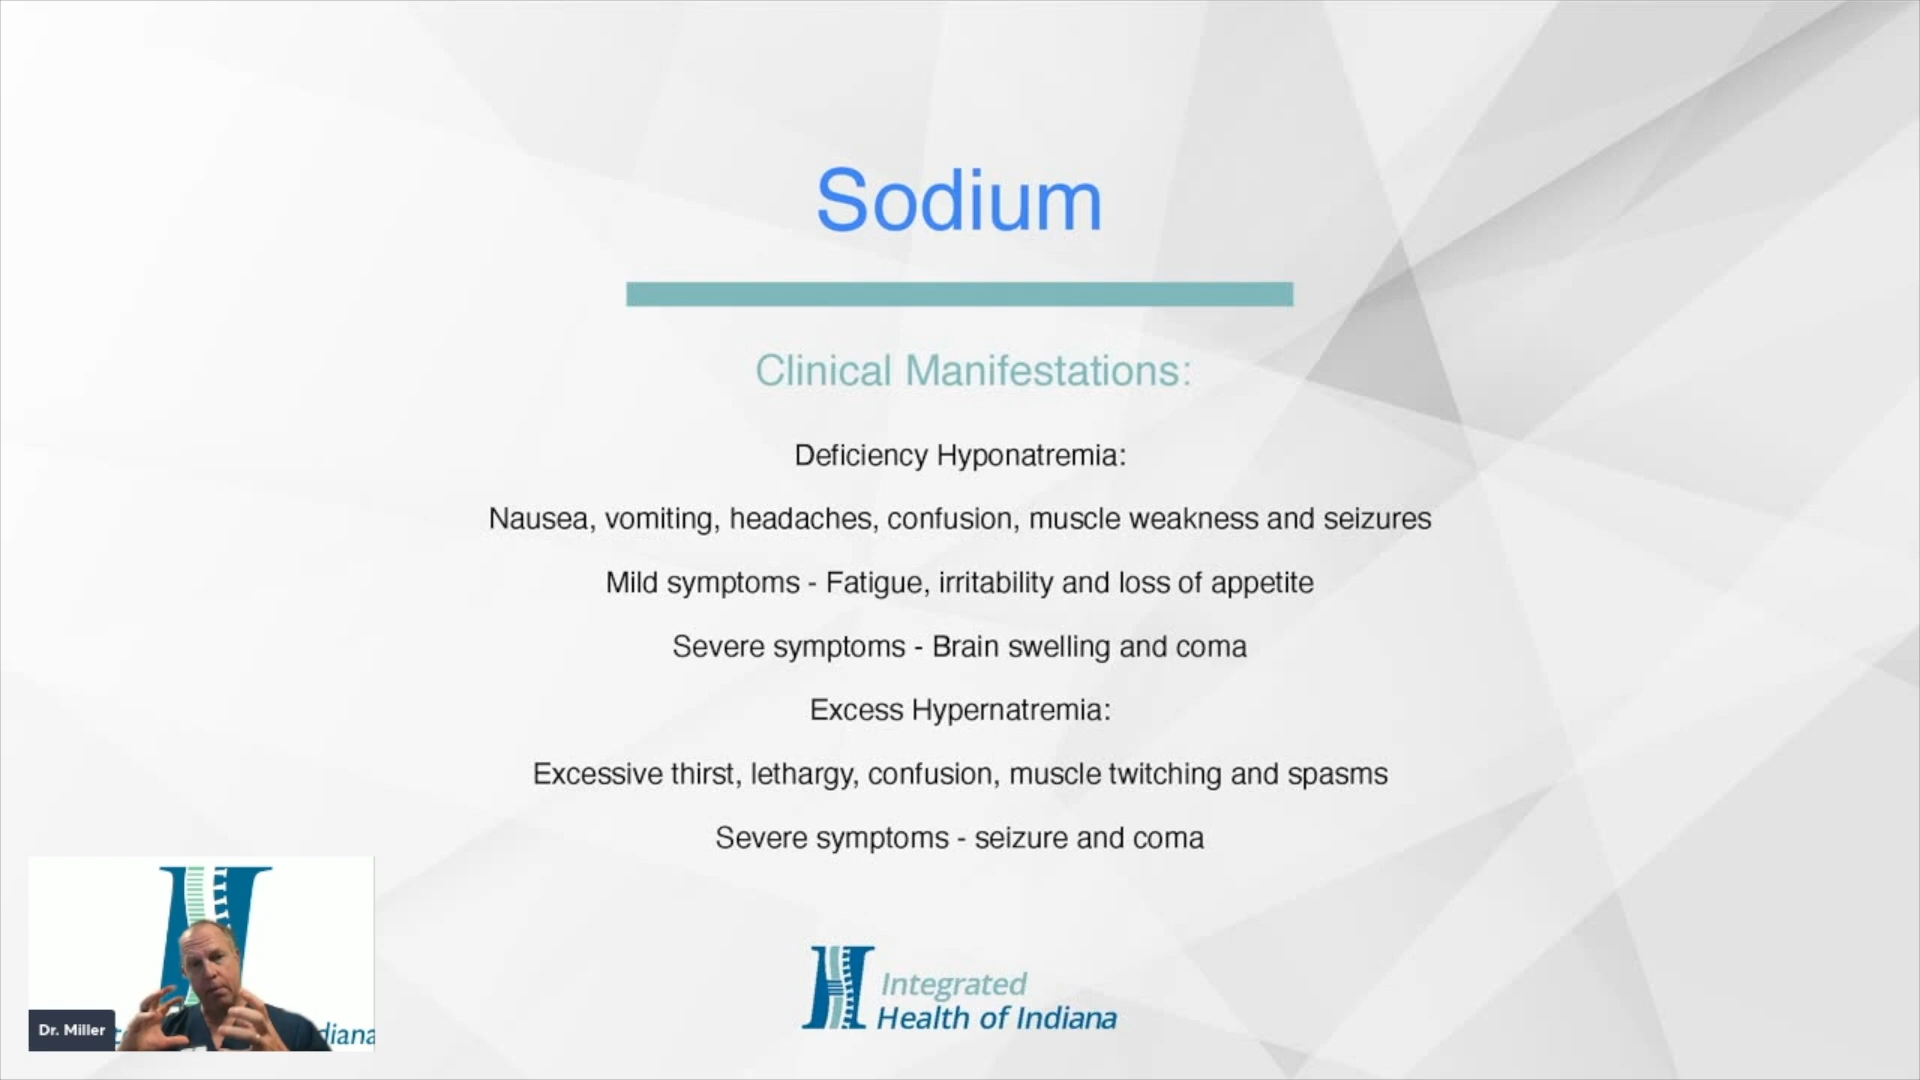 Sodium
Clinical Manifestations:
Deficiency Hyponatremia:
Nausea, vomiting, headaches, confusion, muscle weakness and seizures
Mild symptoms - Fatigue, irritability and loss of appetite
Severe symptoms - Brain swelling and coma
Excess Hypernatremia:
Excessive thirst, lethargy, confusion, muscle twitching and spasms
Severe symptoms - seizure and coma
Integrated
Health of Indiana
Dr. Miller
diana